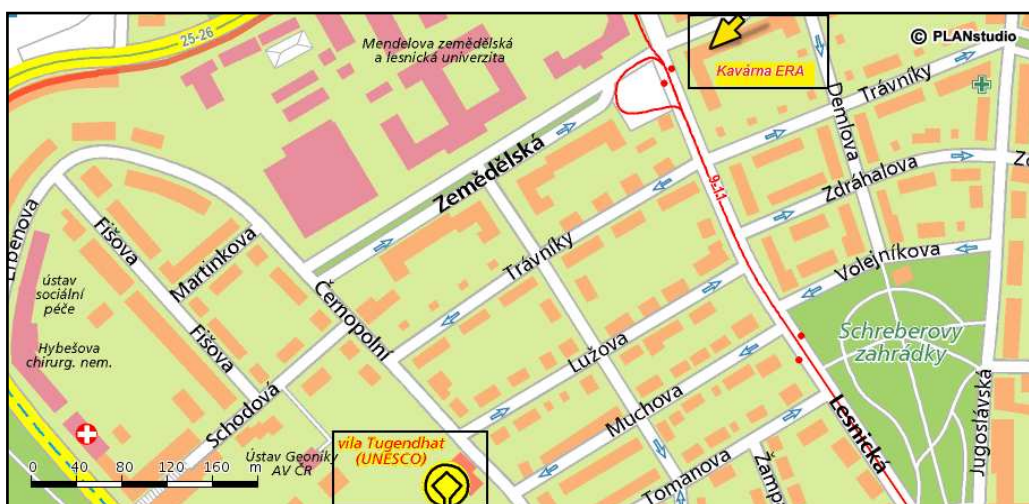 25-26
Mendelova zemědělská
a lesnická univerzita
© PLANstudio
Kavárna ERA
Trávníky
Demlova
Zemědělská
9-11
Zdráhalova
Erbenova
Fišova
Martinkova
Trávníky
Volejníkova
ústav
sociální
péče
Černopolní
Schreberovy
zahrádky
Hybešova
chirurg. nem.
Fišova
Lužova
Jugoslávská
Schodová
Muchova
Lesnická
vila Tugendhat
(UNESCO)
Ústav Geoniky
AV ČR
Tomanova
0 40 80 120 160 m